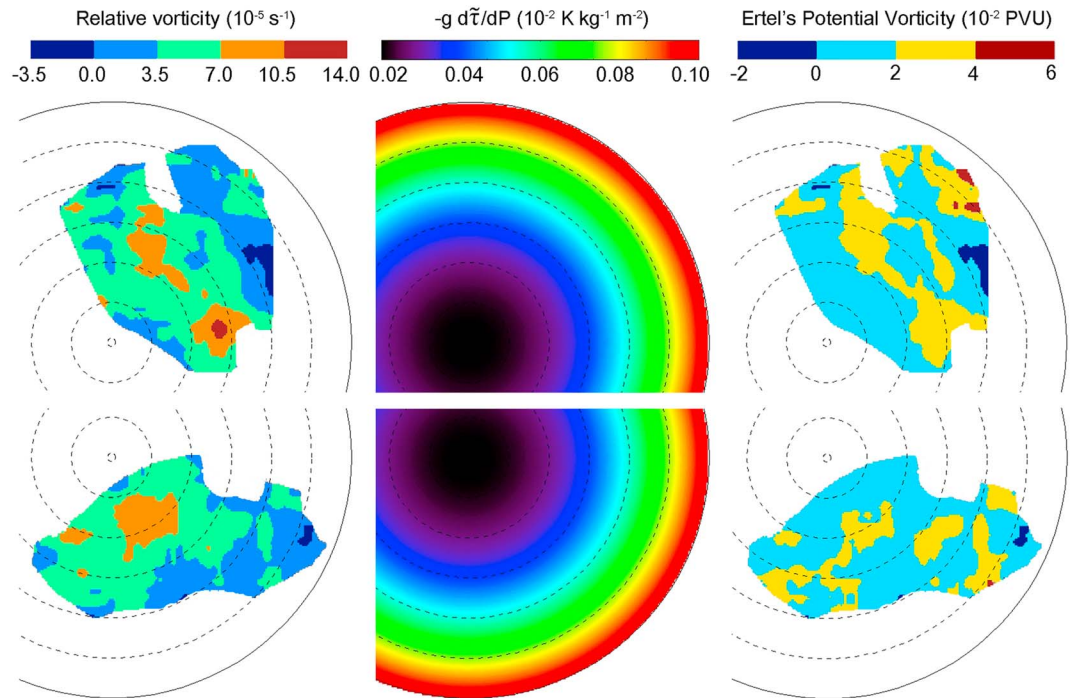 Relative vorticity (10⁻⁵ s⁻¹)
-g dτ̃/dP (10⁻² K kg⁻¹ m⁻²)
Ertel's Potential Vorticity (10⁻² PVU)
-3.5 0.0 3.5 7.0 10.5 14.0
0.02 0.04 0.06 0.08 0.10
-2 0 2 4 6